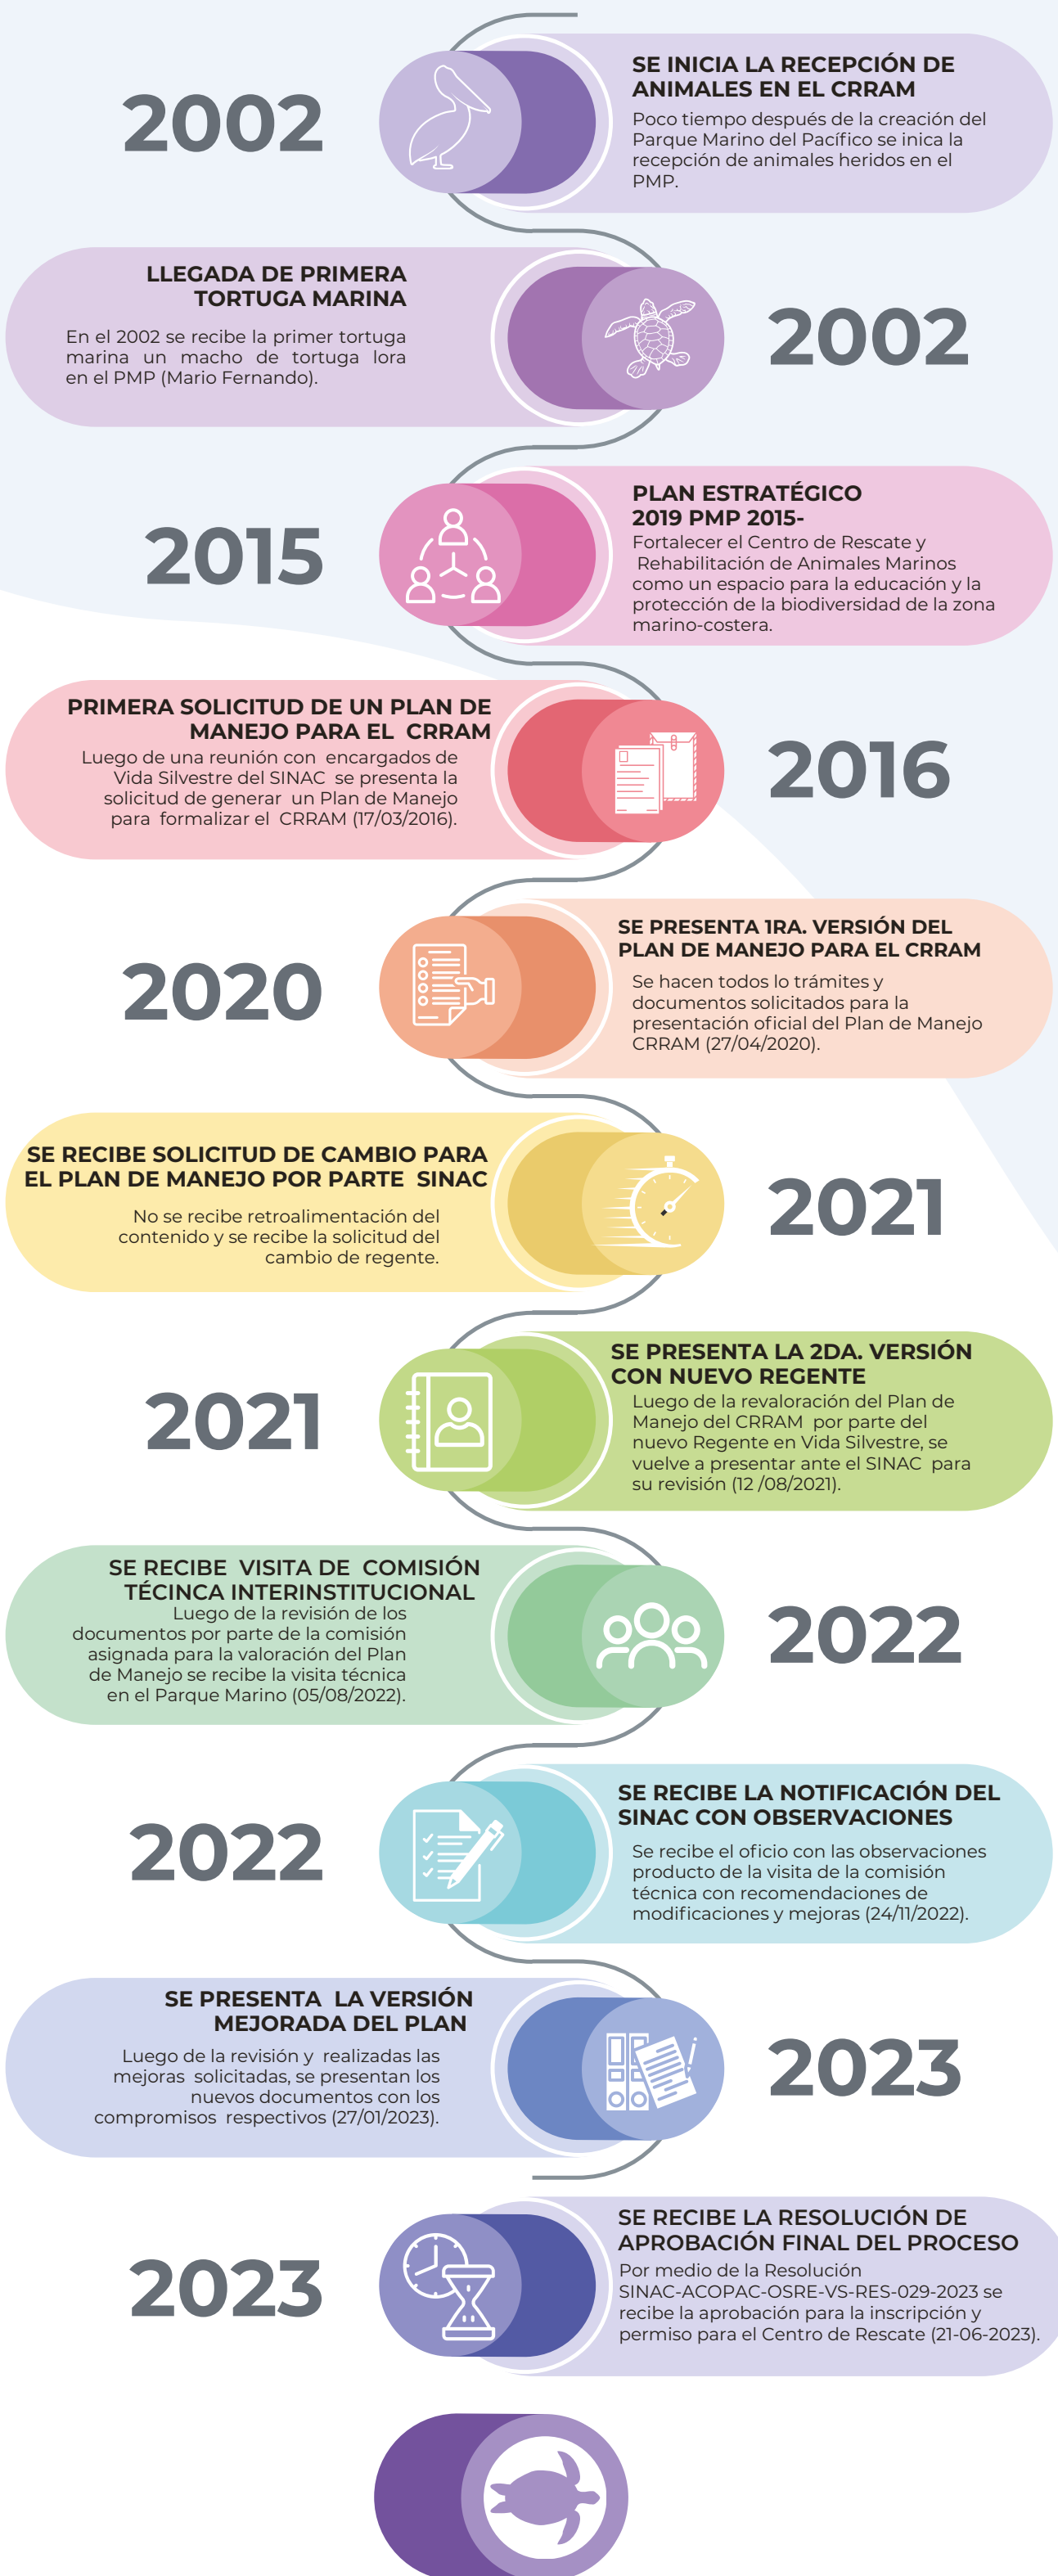 2002
SE INICIA LA RECEPCIÓN DE
ANIMALES EN EL CRRAM
Poco tiempo después de la creación del
Parque Marino del Pacífico se inica la
recepción de animales heridos en el
PMP.
LLEGADA DE PRIMERA
TORTUGA MARINA
En el 2002 se recibe la primer tortuga
marina un macho de tortuga lora
en el PMP (Mario Fernando).
2002
2015
PLAN ESTRATÉGICO
2019 PMP 2015-
Fortalecer el Centro de Rescate y
Rehabilitación de Animales Marinos
como un espacio para la educación y la
protección de la biodiversidad de la zona
marino-costera.
PRIMERA SOLICITUD DE UN PLAN DE
MANEJO PARA EL CRRAM
Luego de una reunión con encargados de
Vida Silvestre del SINAC se presenta la
solicitud de generar un Plan de Manejo
para formalizar el CRRAM (17/03/2016).
2016
2020
SE PRESENTA 1RA. VERSIÓN DEL
PLAN DE MANEJO PARA EL CRRAM
Se hacen todos lo trámites y
documentos solicitados para la
presentación oficial del Plan de Manejo
CRRAM (27/04/2020).
SE RECIBE SOLICITUD DE CAMBIO PARA
EL PLAN DE MANEJO POR PARTE SINAC
No se recibe retroalimentación del
contenido y se recibe la solicitud del
cambio de regente.
2021
2021
SE PRESENTA LA 2DA. VERSIÓN
CON NUEVO REGENTE
Luego de la revaloración del Plan de
Manejo del CRRAM por parte del
nuevo Regente en Vida Silvestre, se
vuelve a presentar ante el SINAC para
su revisión (12 /08/2021).
SE RECIBE VISITA DE COMISIÓN
TÉCINCA INTERINSTITUCIONAL
Luego de la revisión de los
documentos por parte de la comisión
asignada para la valoración del Plan
de Manejo se recibe la visita técnica
en el Parque Marino (05/08/2022).
2022
2022
SE RECIBE LA NOTIFICACIÓN DEL
SINAC CON OBSERVACIONES
Se recibe el oficio con las observaciones
producto de la visita de la comisión
técnica con recomendaciones de
modificaciones y mejoras (24/11/2022).
SE PRESENTA LA VERSIÓN
MEJORADA DEL PLAN
Luego de la revisión y realizadas las
mejoras solicitadas, se presentan los
nuevos documentos con los
compromisos respectivos (27/01/2023).
2023
2023
SE RECIBE LA RESOLUCIÓN DE
APROBACIÓN FINAL DEL PROCESO
Por medio de la Resolución
SINAC-ACOPAC-OSRE-VS-RES-029-2023 se
recibe la aprobación para la inscripción y
permiso para el Centro de Rescate (21-06-2023).